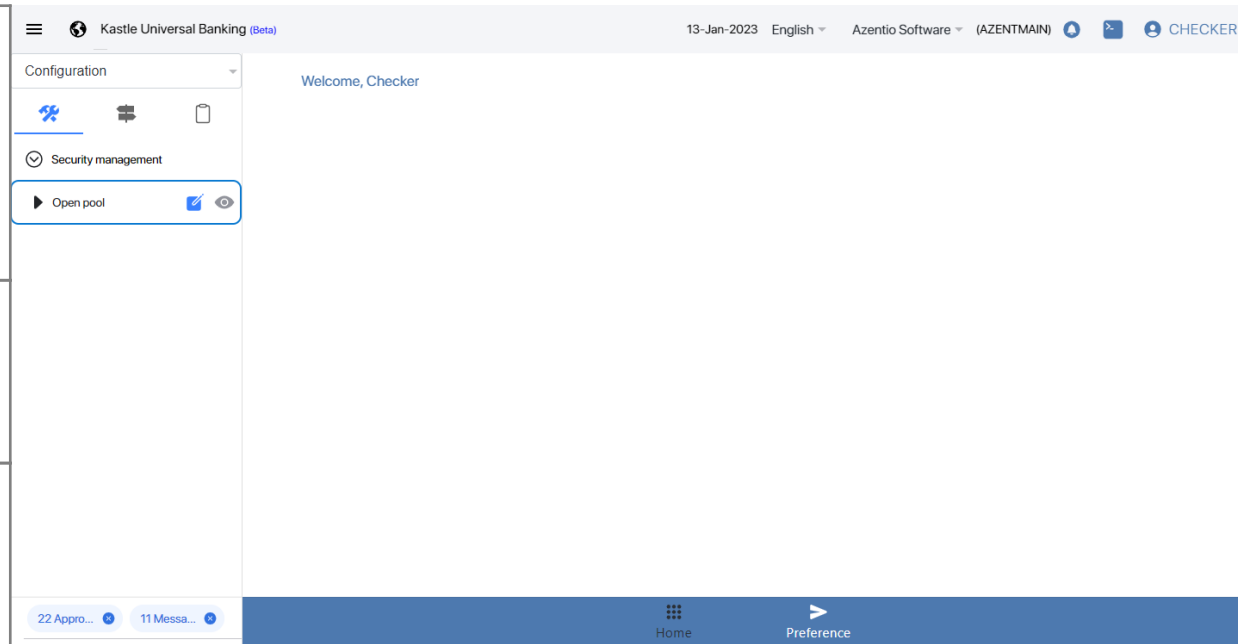 Kastle Universal Banking (Beta) 13-Jan-2023 English Azentio Software (AZENTMAIN) CHECKER
Configuration
Welcome, Checker
Security management
Open pool
22 Appro... 11 Messa...
Home Preference